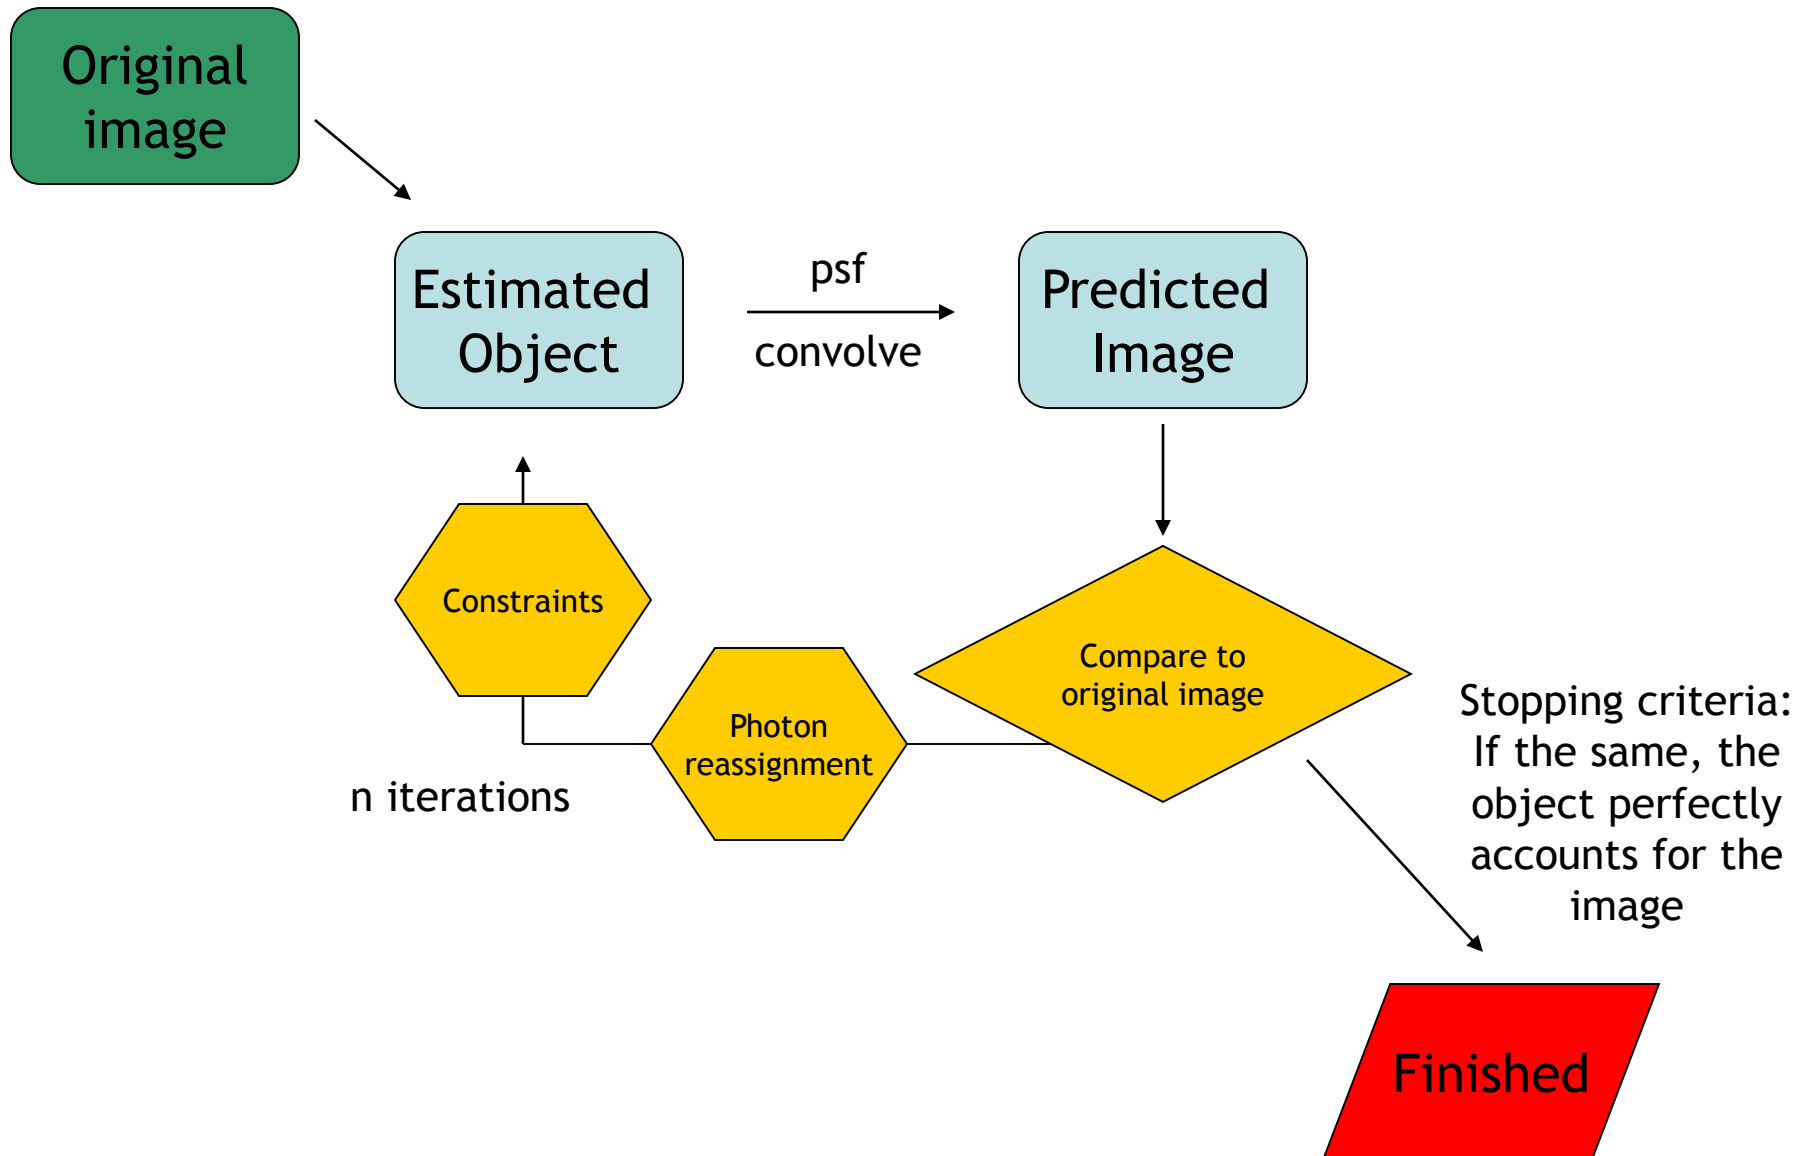 Original
image
Estimated
Object
psf
convolve
Predicted
Image
Constraints
Photon
reassignment
n iterations
Compare to
original image
Stopping criteria:
If the same, the
object perfectly
accounts for the
image
Finished